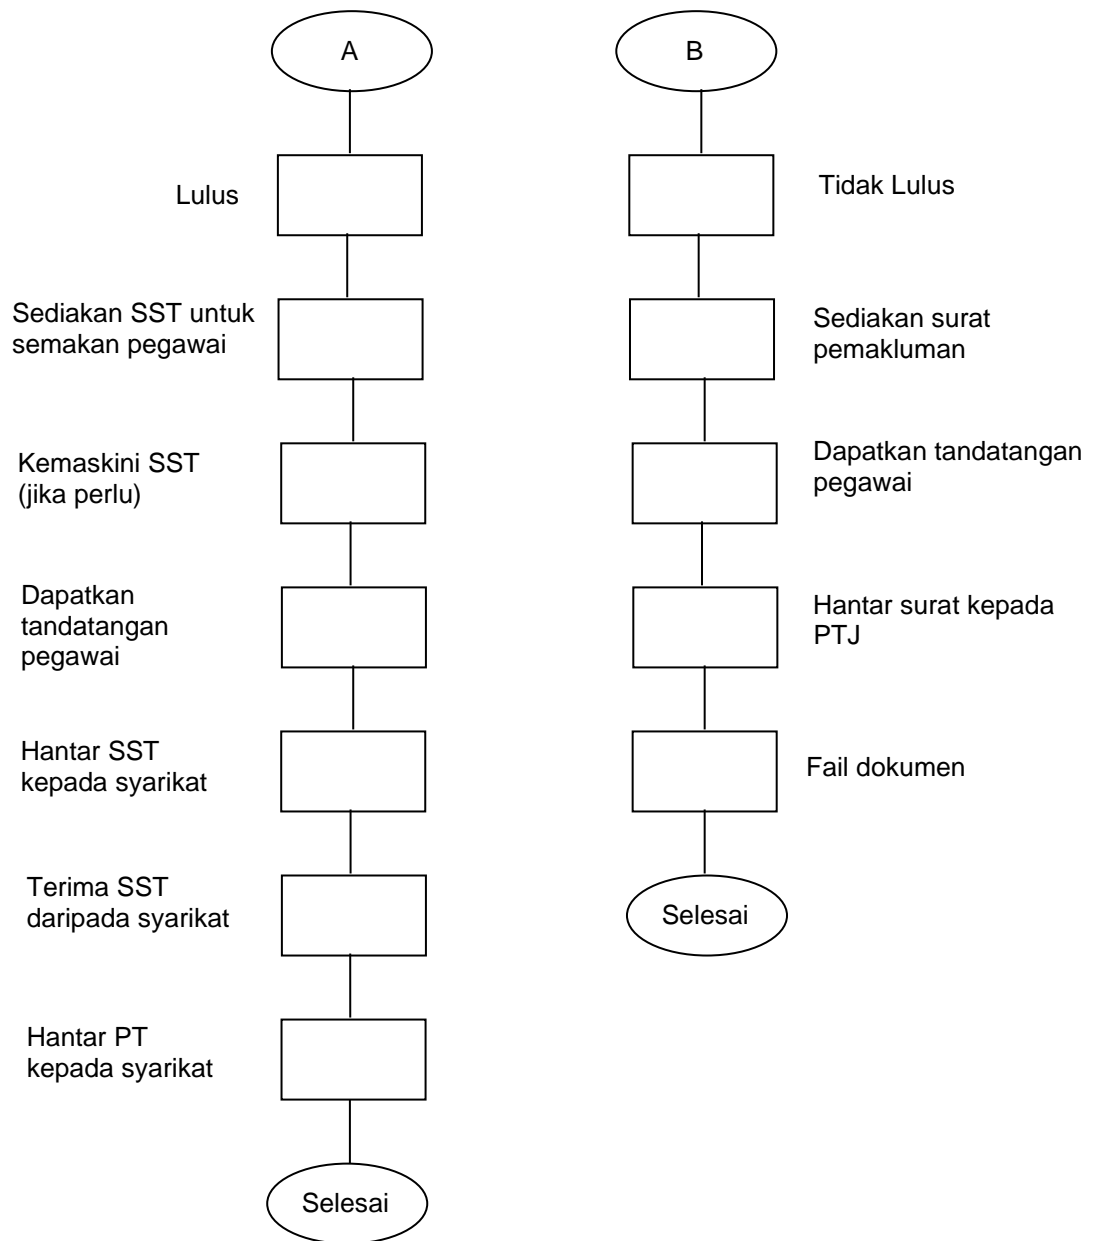 A
Lulus
Sediakan SST untuk
semakan pegawai
Kemaskini SST
(jika perlu)
Dapatkan
tandatangan
pegawai
Hantar SST
kepada syarikat
Terima SST
daripada syarikat
Hantar PT
kepada syarikat
Selesai
B
Tidak Lulus
Sediakan surat
pemakluman
Dapatkan tandatangan
pegawai
Hantar surat kepada
PTJ
Fail dokumen
Selesai